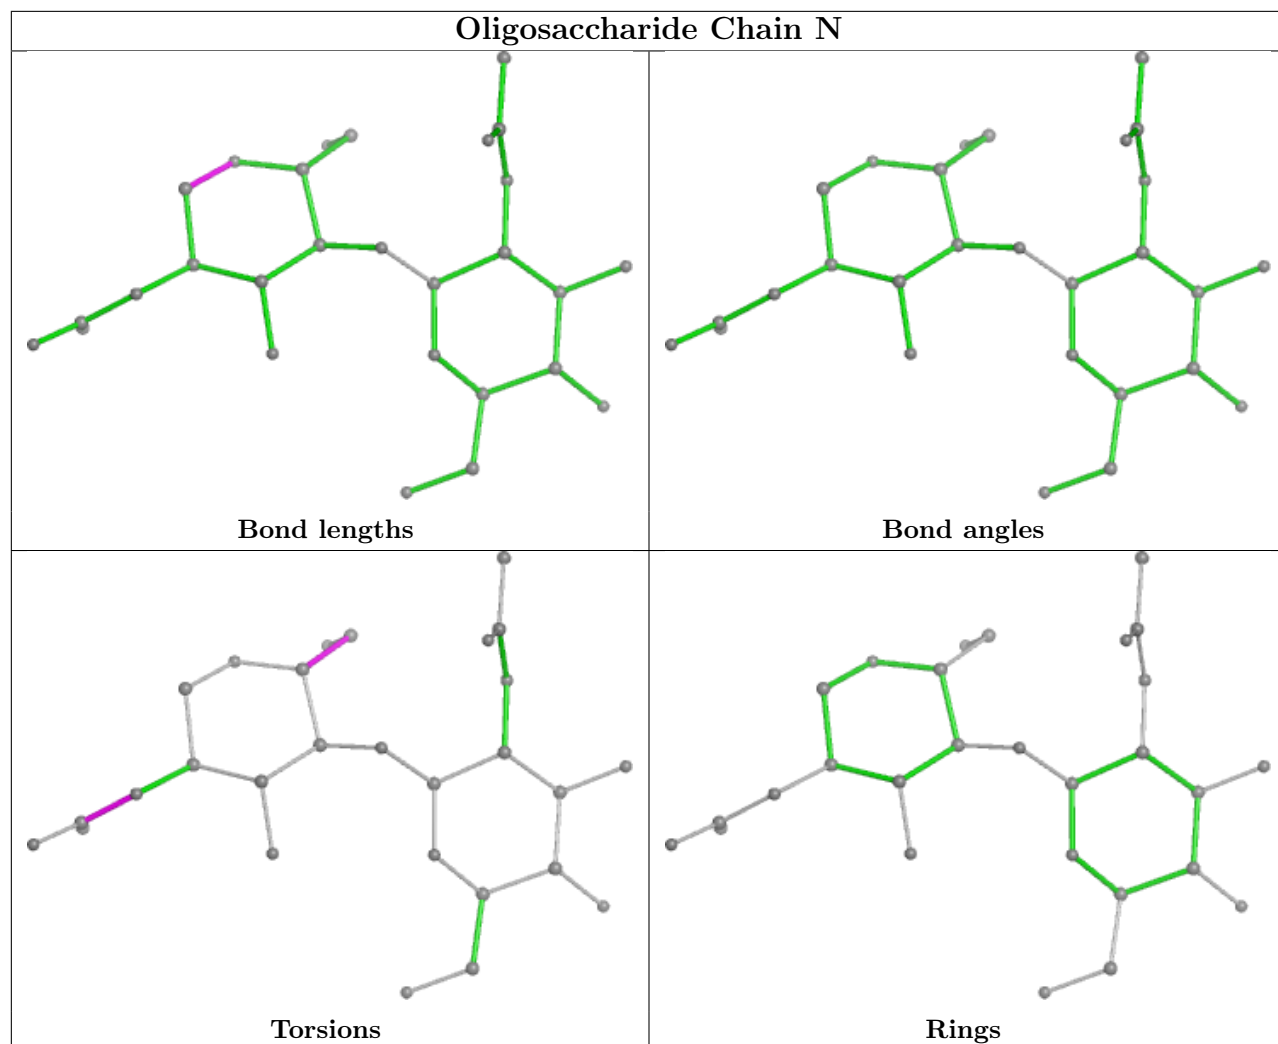 Oligosaccharide Chain N
Bond lengths
Bond angles
Torsions
Rings